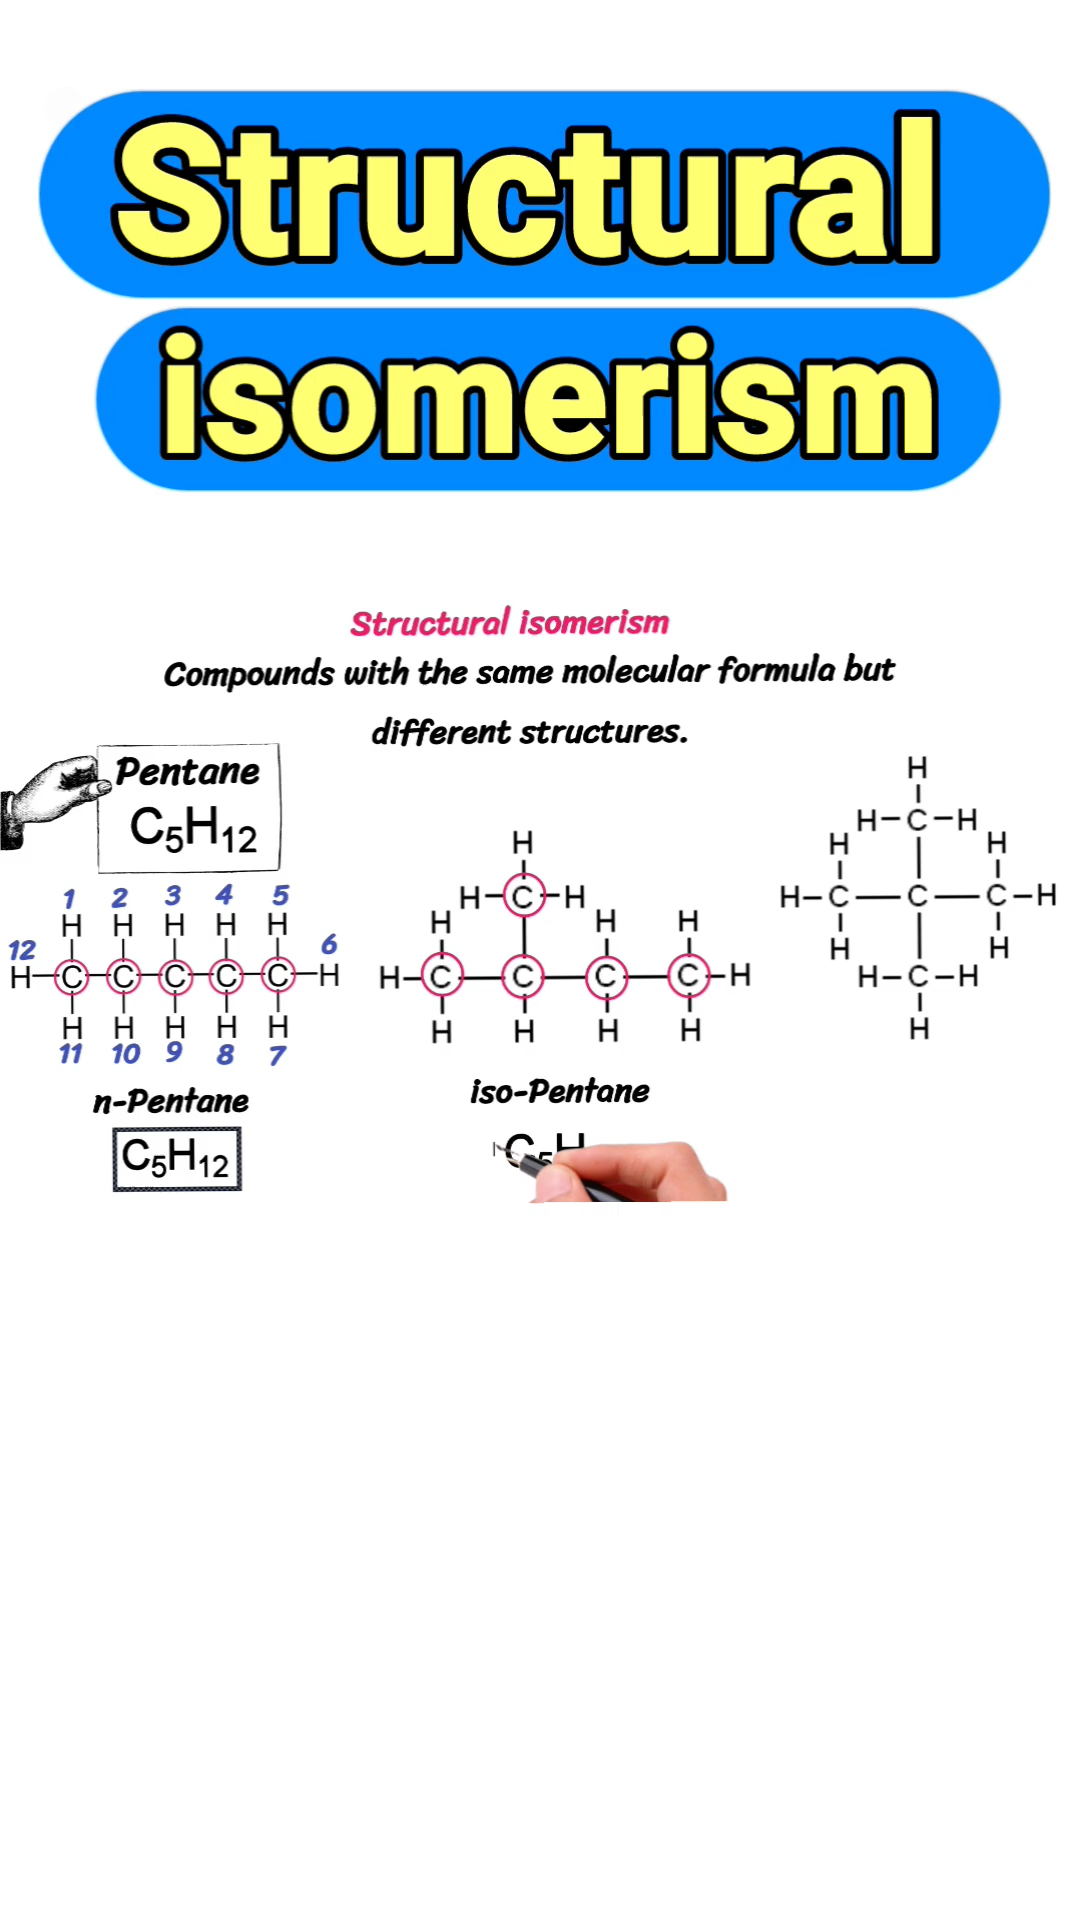 Structural
isomerism
Structural isomerism
Compounds with the same molecular formula but
different structures.
Pentane
C5H12
1 2 3 4 5
H H H H H
12 6
H-C-C-C-C-C-H
H H H H H
11 10 9 8 7
n-Pentane
C5H12
H
H-C-H
H H H
H-C-C-C-C-H
H H H H
iso-Pentane
C5H
H
H-C-H
H H
H-C-C-C-H
H H
H-C-H
H